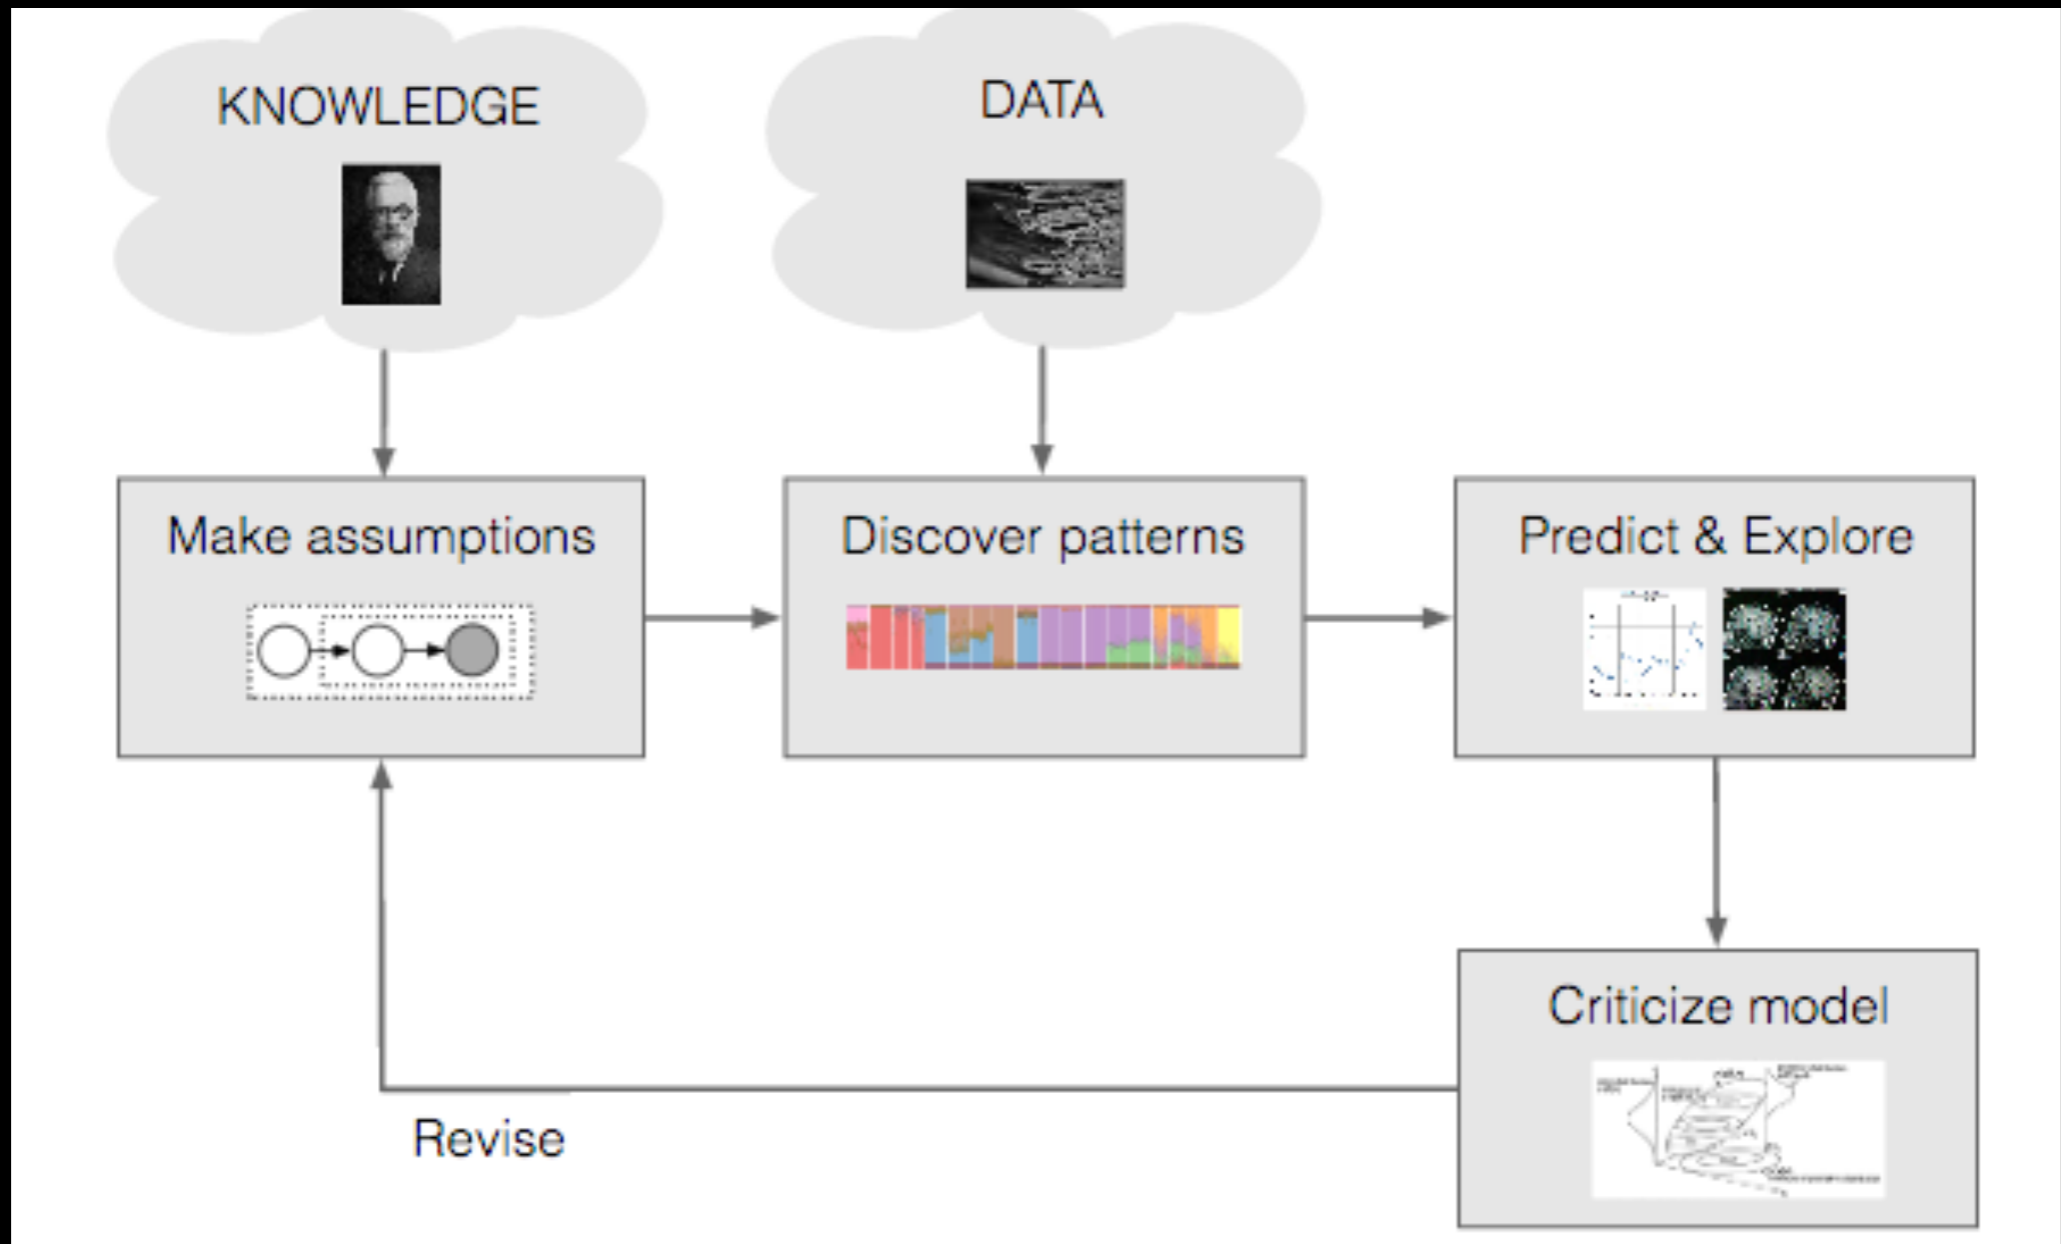 KNOWLEDGE
DATA
Make assumptions
Discover patterns
Predict & Explore
Criticize model
Revise